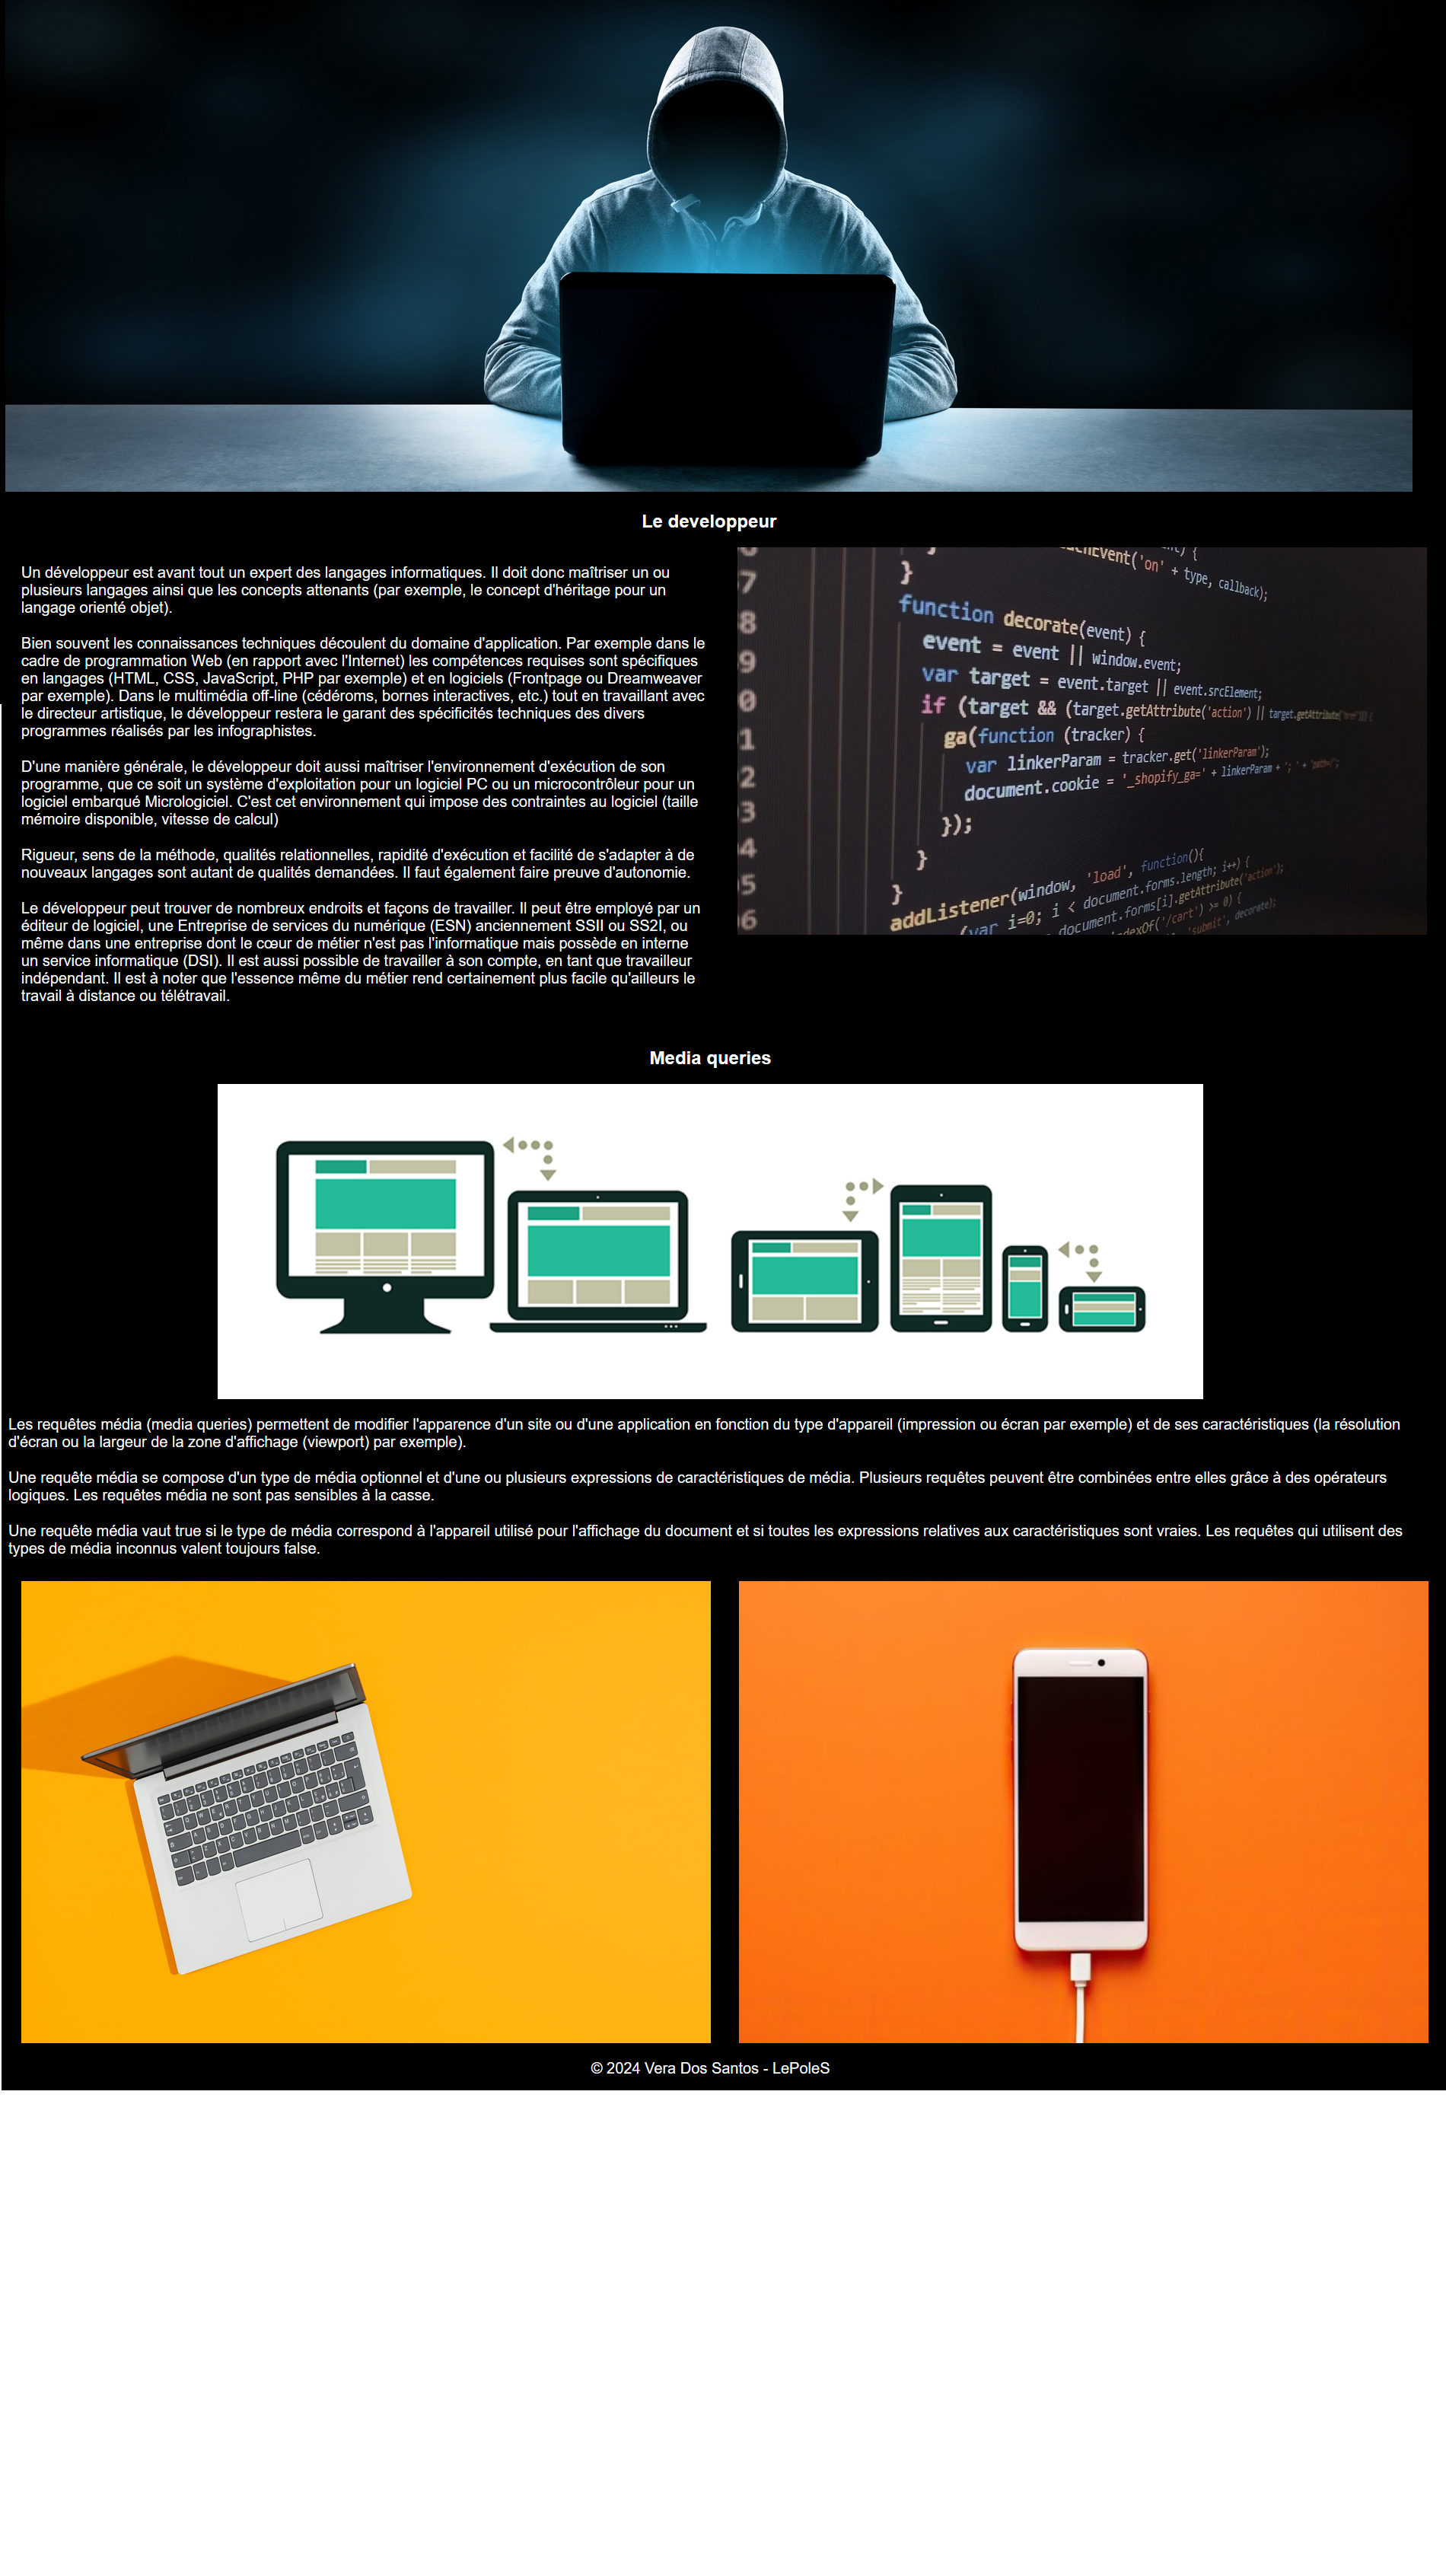 Le developpeur
Un développeur est avant tout un expert des langages informatiques. Il doit donc maîtriser un ou
plusieurs langages ainsi que les concepts attenants (par exemple, le concept d'héritage pour un
langage orienté objet).
Bien souvent les connaissances techniques découlent du domaine d'application. Par exemple dans le
cadre de programmation Web (en rapport avec l'Internet) les compétences requises sont spécifiques
en langages (HTML, CSS, JavaScript, PHP par exemple) et en logiciels (Frontpage ou Dreamweaver
par exemple). Dans le multimédia off-line (cédéroms, bornes interactives, etc.) tout en travaillant avec
le directeur artistique, le développeur restera le garant des spécificités techniques des divers
programmes réalisés par les infographistes.
D'une manière générale, le développeur doit aussi maîtriser l'environnement d'exécution de son
programme, que ce soit un système d'exploitation pour un logiciel PC ou un microcontrôleur pour un
logiciel embarqué Micrologiciel. C'est cet environnement qui impose des contraintes au logiciel (taille
mémoire disponible, vitesse de calcul)
Rigueur, sens de la méthode, qualités relationnelles, rapidité d'exécution et facilité de s'adapter à de
nouveaux langages sont autant de qualités demandées. Il faut également faire preuve d'autonomie.
Le développeur peut trouver de nombreux endroits et façons de travailler. Il peut être employé par un
éditeur de logiciel, une Entreprise de services du numérique (ESN) anciennement SSII ou SS2I, ou
même dans une entreprise dont le cœur de métier n'est pas l'informatique mais possède en interne
un service informatique (DSI). Il est aussi possible de travailler à son compte, en tant que travailleur
indépendant. Il est à noter que l'essence même du métier rend certainement plus facile qu'ailleurs le
travail à distance ou télétravail.
('on' + type, callback);
}
function decorate(event) {
event = event || window.event;
var target = event.target || event.srcElement;
if (target && (target.getAttribute('action') || target.getAttribute(
ga(function (tracker) {
var linkerParam = tracker.get('linkerParam');
document.cookie = '_shopify_ga=' + linkerParam + '; ' + 'path=/';
});
}
}
addListener(window, 'load', function(){
(var i=0; i < document.forms.length; i++) {
document.forms[i].getAttribute('action');
('/cart') >= 0) {
'submit', decorate);
Media queries
Les requêtes média (media queries) permettent de modifier l'apparence d'un site ou d'une application en fonction du type d'appareil (impression ou écran par exemple) et de ses caractéristiques (la résolution
d'écran ou la largeur de la zone d'affichage (viewport) par exemple).
Une requête média se compose d'un type de média optionnel et d'une ou plusieurs expressions de caractéristiques de média. Plusieurs requêtes peuvent être combinées entre elles grâce à des opérateurs
logiques. Les requêtes média ne sont pas sensibles à la casse.
Une requête média vaut true si le type de média correspond à l'appareil utilisé pour l'affichage du document et si toutes les expressions relatives aux caractéristiques sont vraies. Les requêtes qui utilisent des
types de média inconnus valent toujours false.
© 2024 Vera Dos Santos - LePoleS